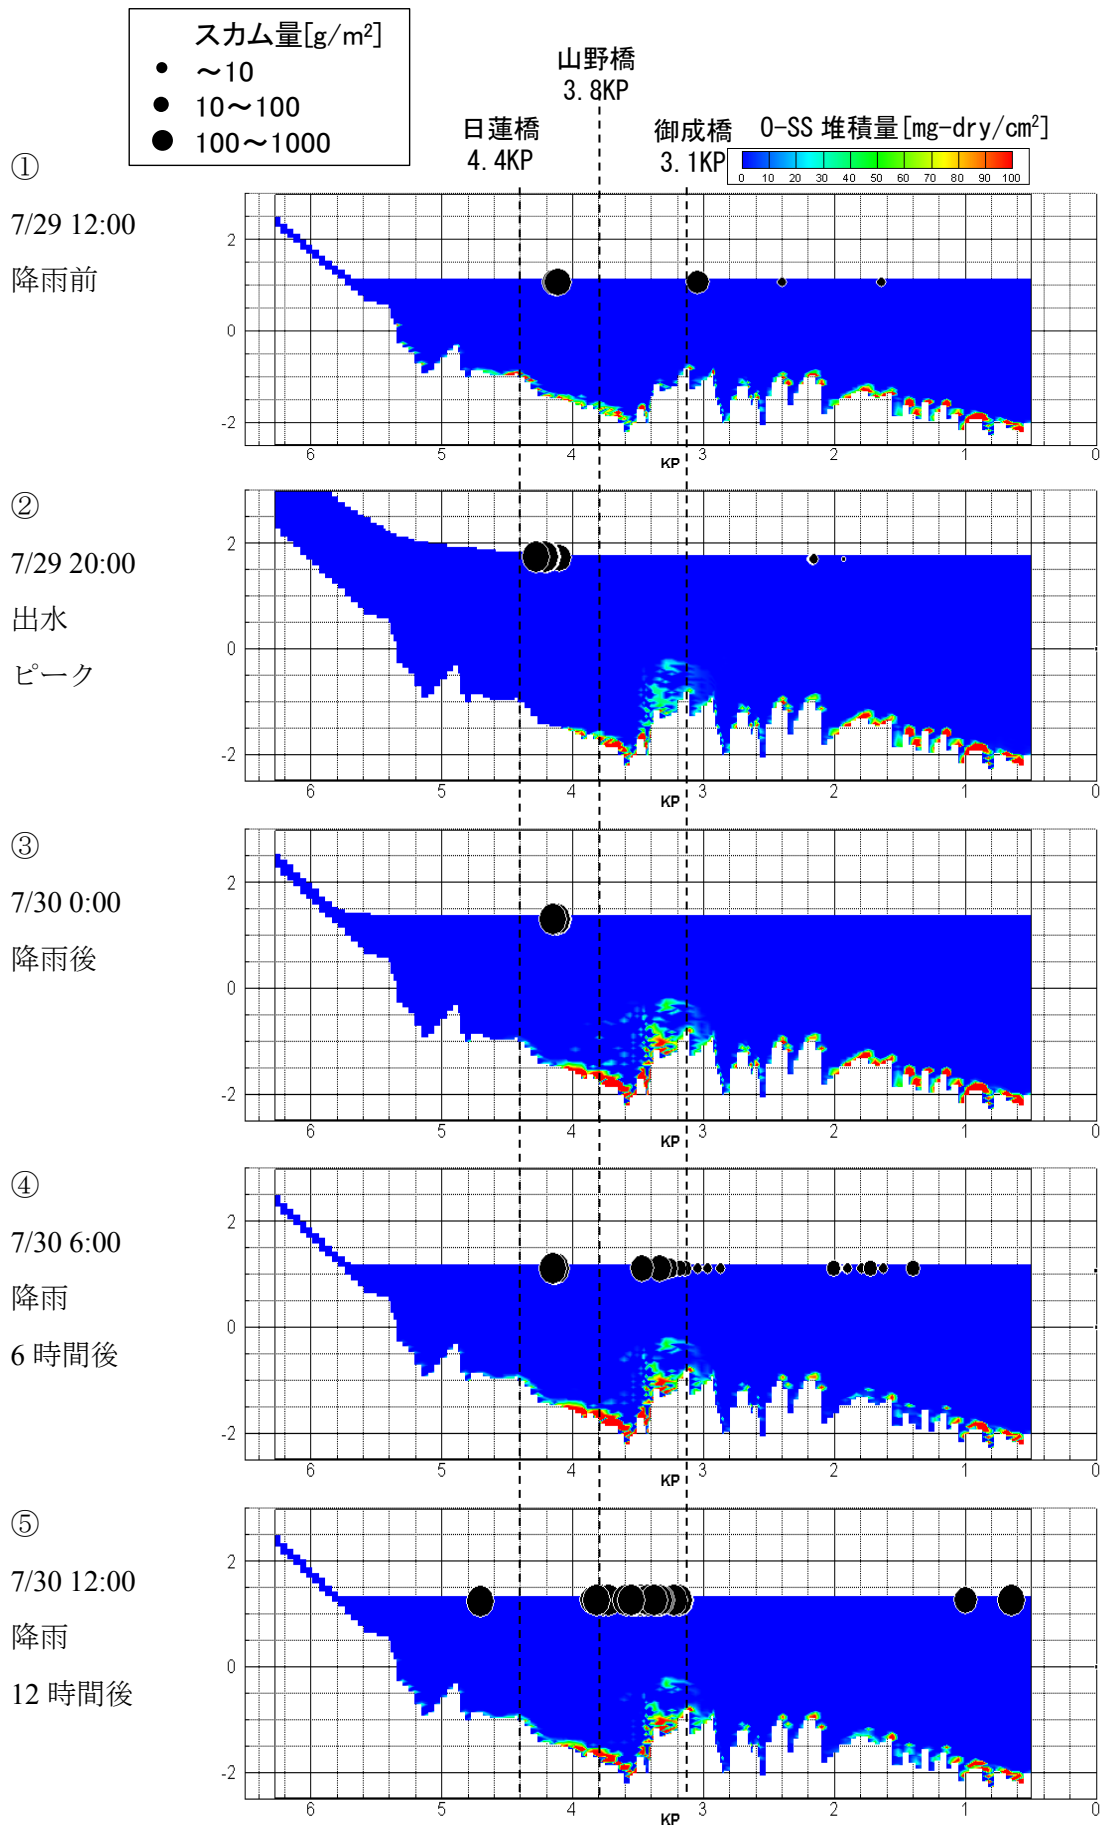 スカム量[g/m²]
～10
10～100
100～1000
山野橋
3.8KP
日蓮橋
4.4KP
御成橋
3.1KP
O-SS 堆積量[mg-dry/cm²]
0 10 20 30 40 50 60 70 80 90 100
①
7/29 12:00
降雨前
2
0
-2
6 5 4 3 2 1 0
KP
②
7/29 20:00
出水
ピーク
2
0
-2
6 5 4 3 2 1 0
KP
③
7/30 0:00
降雨後
2
0
-2
6 5 4 3 2 1 0
KP
④
7/30 6:00
降雨
6 時間後
2
0
-2
6 5 4 3 2 1 0
KP
⑤
7/30 12:00
降雨
12 時間後
2
0
-2
6 5 4 3 2 1 0
KP